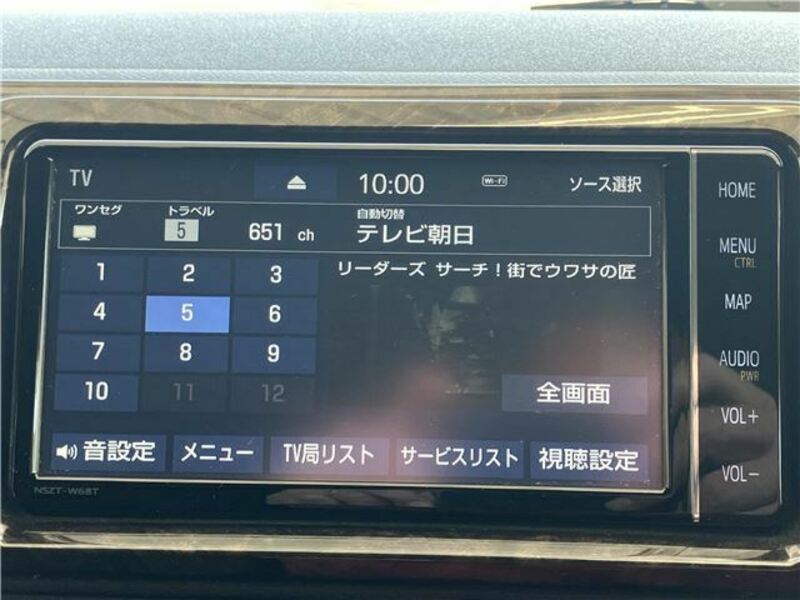 TV 10:00 Wi-Fi ソース選択
ワンセグ トラベル 自動切替
5 651 ch テレビ朝日
リーダーズ サーチ！街でウワサの匠
1 2 3
4 5 6
7 8 9
10 11 12
全画面
音設定 メニュー TV局リスト サービスリスト 視聴設定
NSZT-W68T
HOME
MENU
CTRL
MAP
AUDIO
PWR
VOL+
VOL−